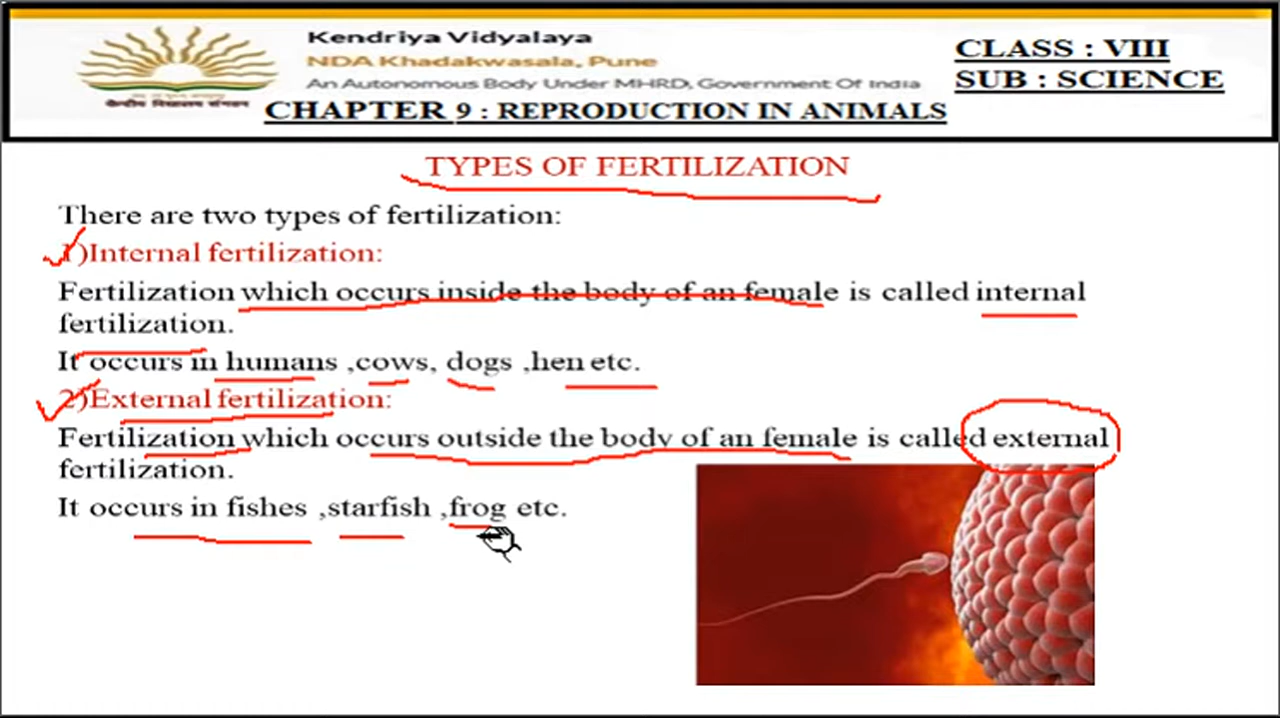 Kendriya Vidyalaya
NDA Khadakwasala, Pune
An Autonomous Body Under MHRD, Government Of India
केन्द्रीय विद्यालय संगठन
CLASS : VIII
SUB : SCIENCE
CHAPTER 9 : REPRODUCTION IN ANIMALS
TYPES OF FERTILIZATION
There are two types of fertilization:
1)Internal fertilization:
Fertilization which occurs inside the body of an female is called internal
fertilization.
It occurs in humans ,cows, dogs ,hen etc.
2)External fertilization:
Fertilization which occurs outside the body of an female is called external
fertilization.
It occurs in fishes ,starfish ,frog etc.